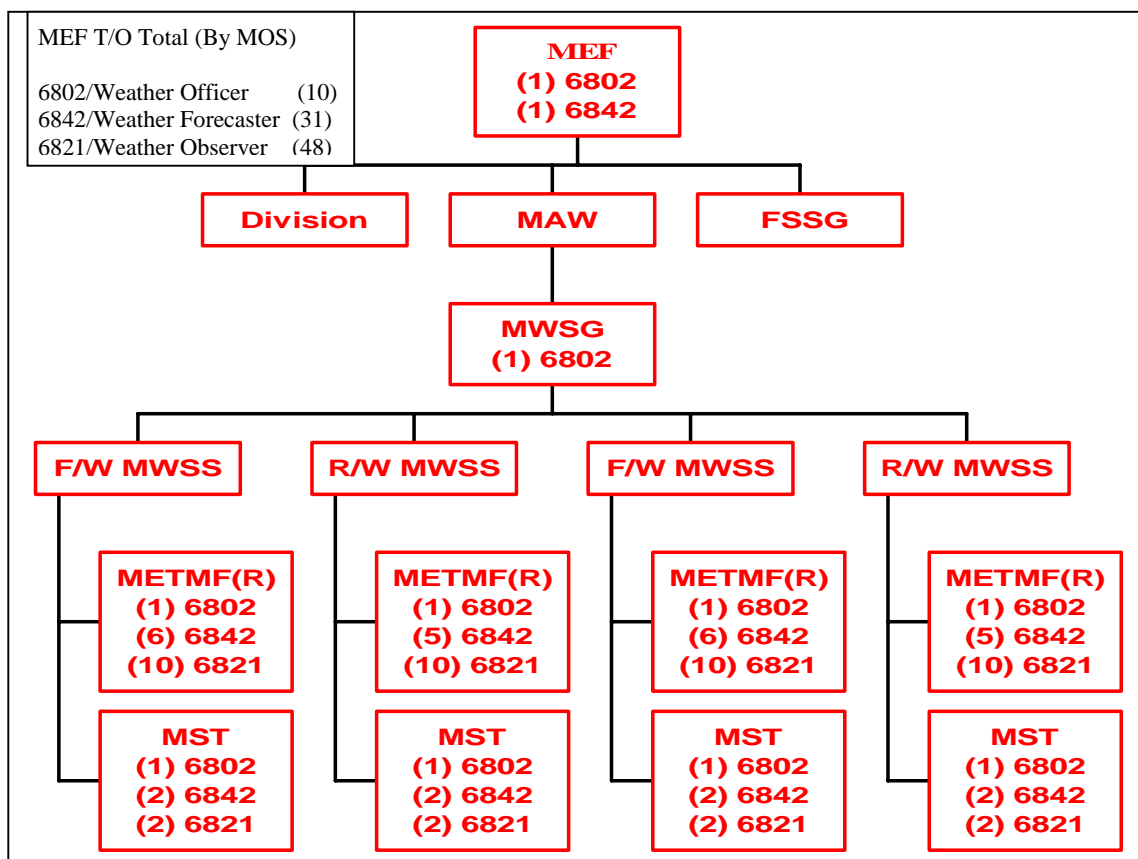 MEF T/O Total (By MOS)
6802/Weather Officer (10)
6842/Weather Forecaster (31)
6821/Weather Observer (48)
MEF
(1) 6802
(1) 6842
Division
MAW
FSSG
MWSG
(1) 6802
F/W MWSS
R/W MWSS
F/W MWSS
R/W MWSS
METMF(R)
(1) 6802
(6) 6842
(10) 6821
METMF(R)
(1) 6802
(5) 6842
(10) 6821
METMF(R)
(1) 6802
(6) 6842
(10) 6821
METMF(R)
(1) 6802
(5) 6842
(10) 6821
MST
(1) 6802
(2) 6842
(2) 6821
MST
(1) 6802
(2) 6842
(2) 6821
MST
(1) 6802
(2) 6842
(2) 6821
MST
(1) 6802
(2) 6842
(2) 6821